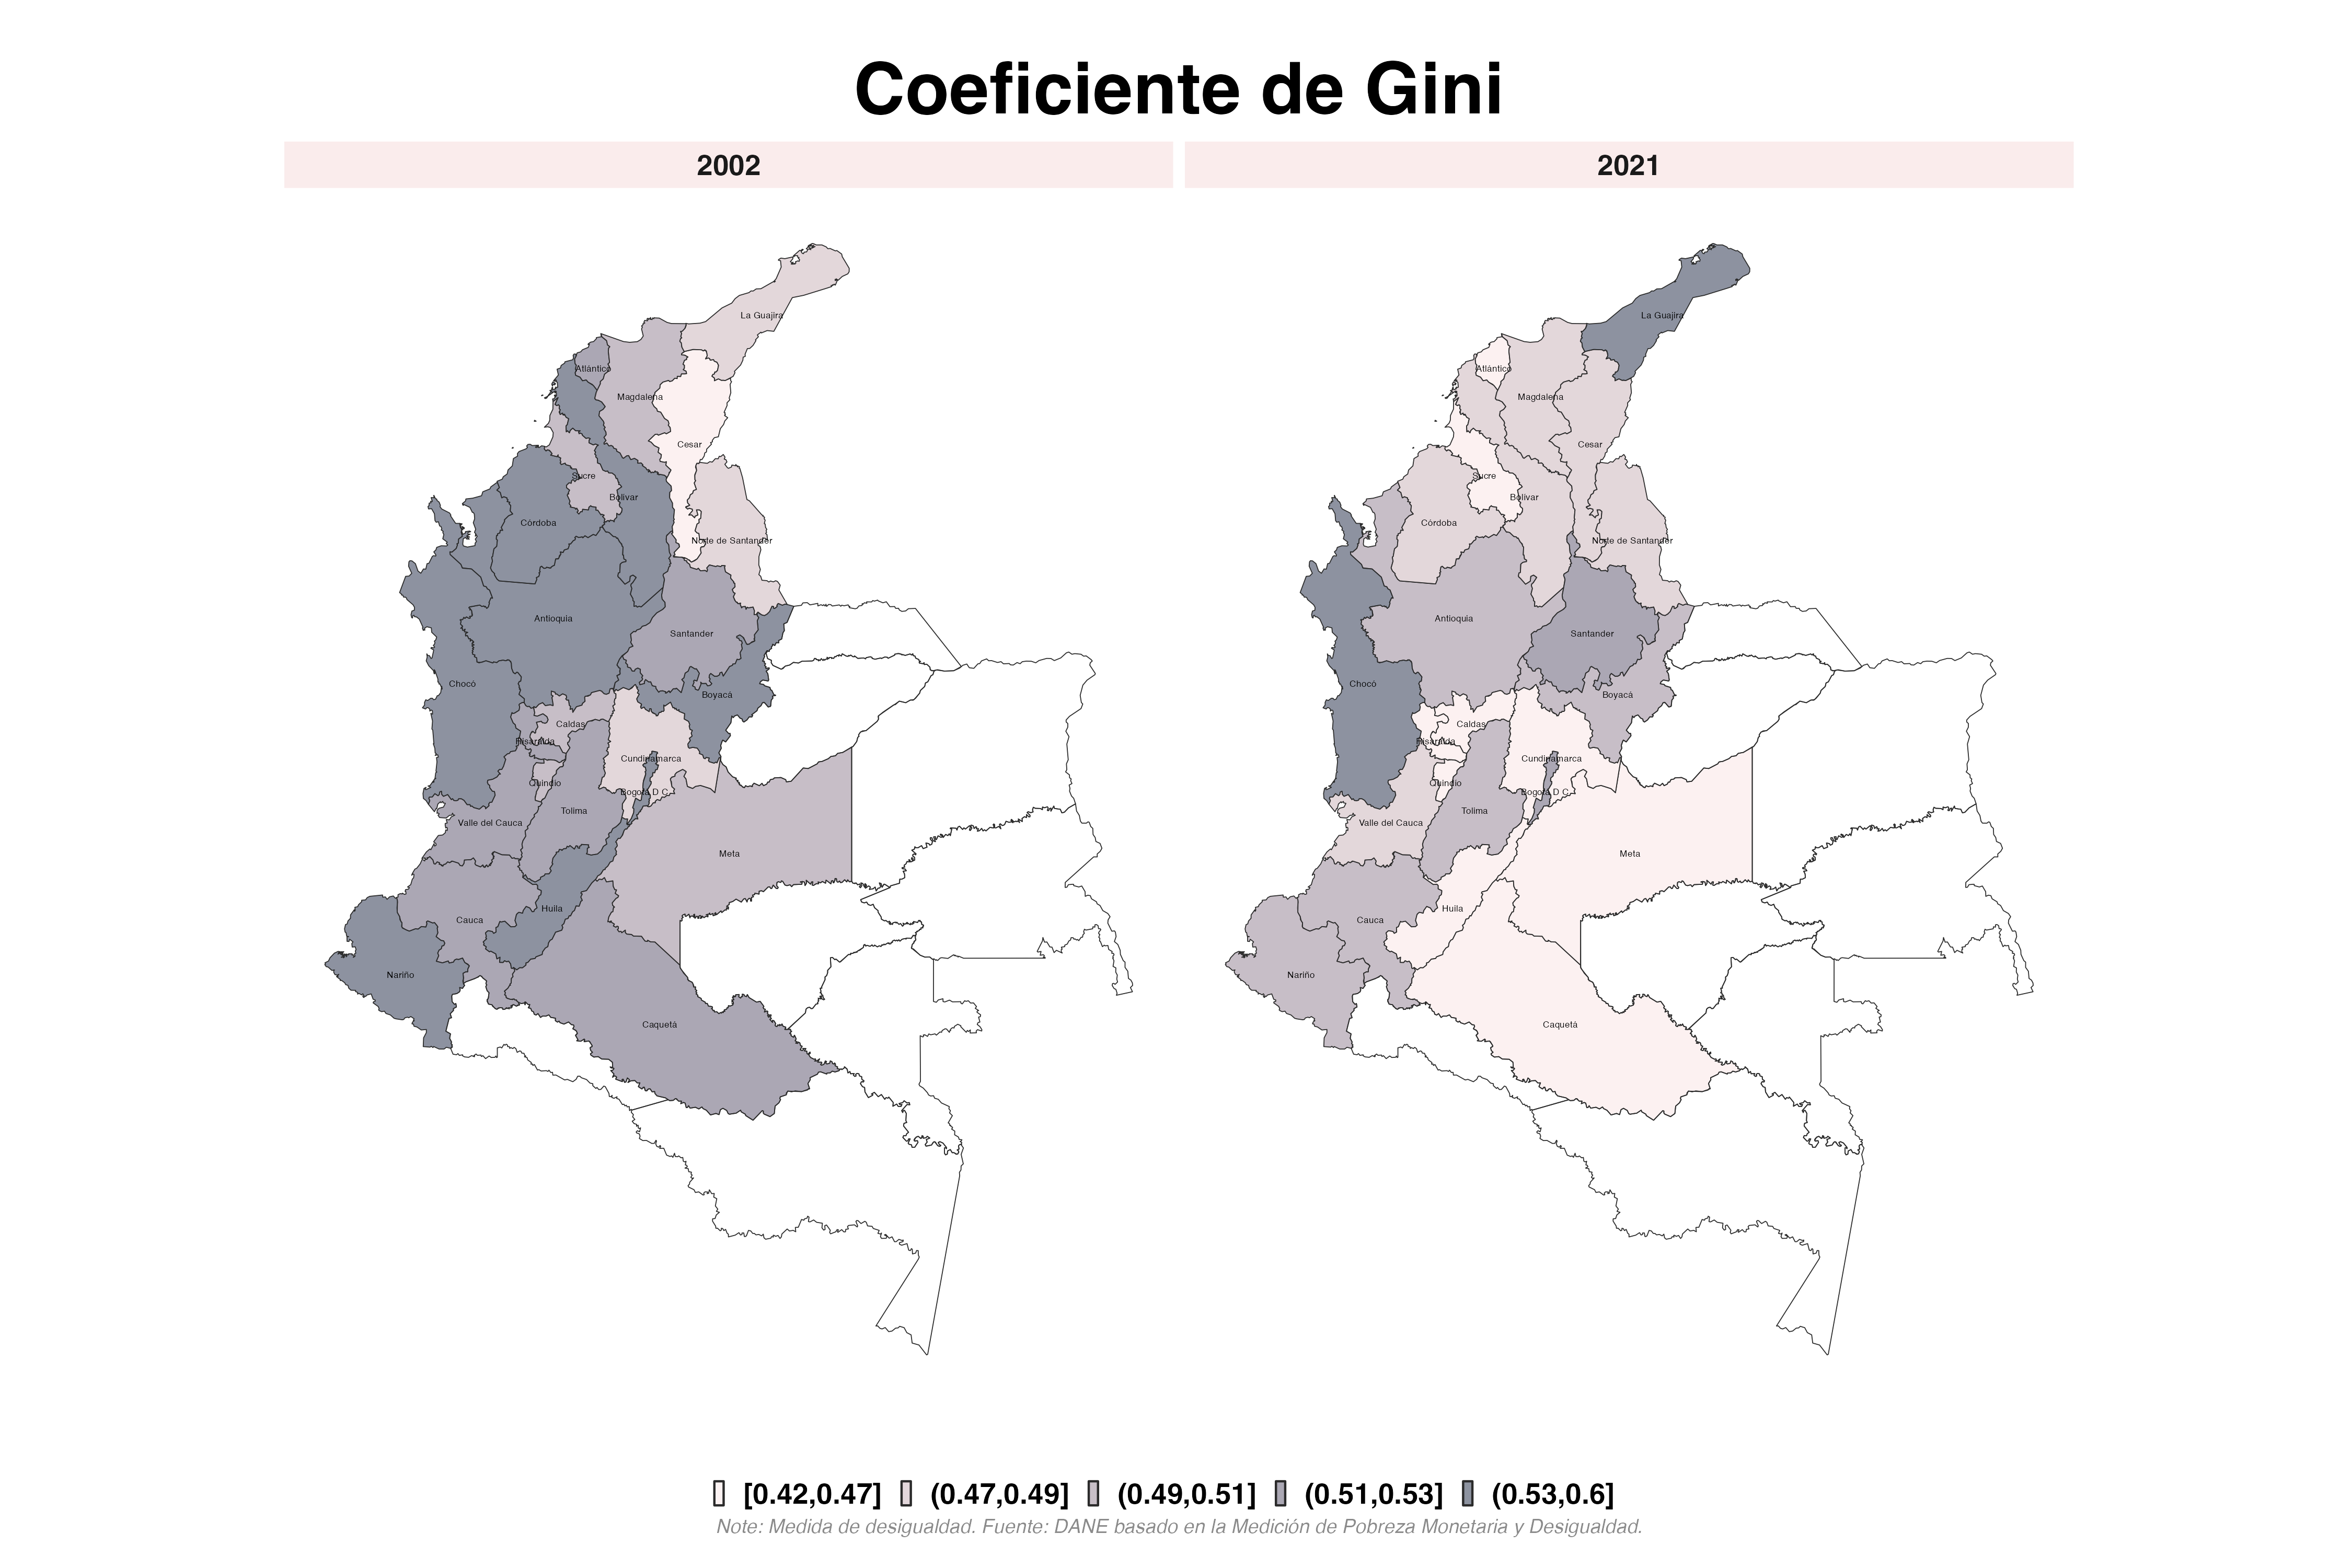 Coeficiente de Gini
2002
2021
La Guajira
Atlántico
Magdalena
Cesar
Sucre
Bolívar
Córdoba
Norte de Santander
Antioquia
Santander
Chocó
Boyacá
Caldas
Risaralda
Cundinamarca
Quindío
Bogotá D C
Tolima
Valle del Cauca
Meta
Huila
Cauca
Nariño
Caquetá
La Guajira
Atlántico
Magdalena
Cesar
Sucre
Bolívar
Córdoba
Norte de Santander
Antioquia
Santander
Chocó
Boyacá
Caldas
Risaralda
Cundinamarca
Quindío
Bogotá D C
Tolima
Valle del Cauca
Meta
Huila
Cauca
Nariño
Caquetá
[0.42,0.47] (0.47,0.49] (0.49,0.51] (0.51,0.53] (0.53,0.6]
Note: Medida de desigualdad. Fuente: DANE basado en la Medición de Pobreza Monetaria y Desigualdad.